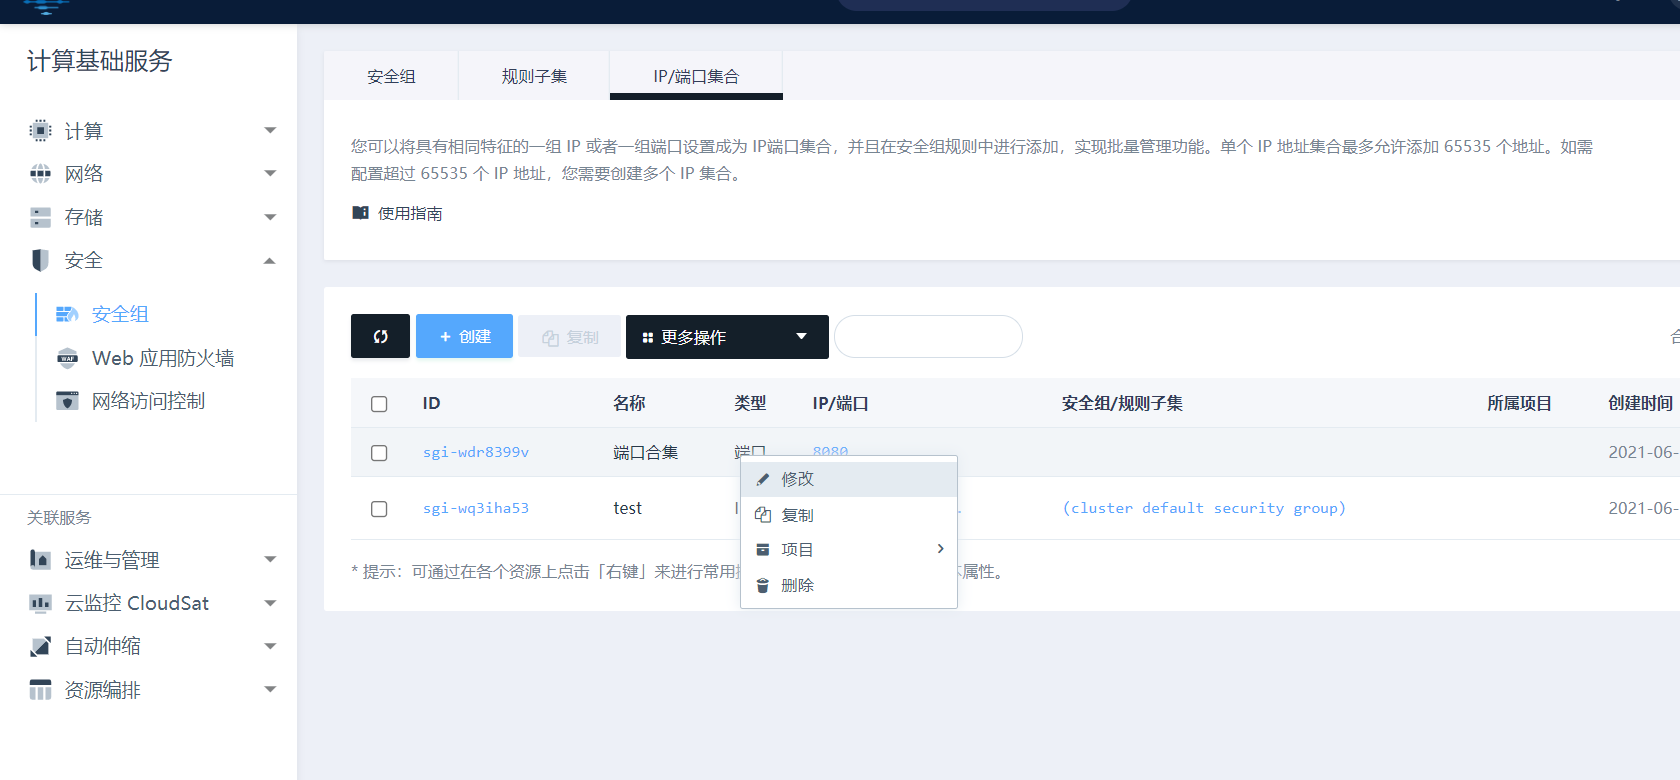 计算基础服务
计算
网络
存储
安全
安全组
Web 应用防火墙
网络访问控制
关联服务
运维与管理
云监控 CloudSat
自动伸缩
资源编排
安全组 规则子集 IP/端口集合
您可以将具有相同特征的一组 IP 或者一组端口设置成为 IP端口集合，并且在安全组规则中进行添加，实现批量管理功能。单个 IP 地址集合最多允许添加 65535 个地址。如需
配置超过 65535 个 IP 地址，您需要创建多个 IP 集合。
使用指南
+ 创建 复制 更多操作
ID 名称 类型 IP/端口 安全组/规则子集 所属项目 创建时间
sgi-wdr8399v 端口合集 端口 8080 2021-06-
sgi-wq3iha53 test (cluster default security group) 2021-06-
* 提示：可通过在各个资源上点击「右键」来进行常用 属性。
修改
复制
项目
删除